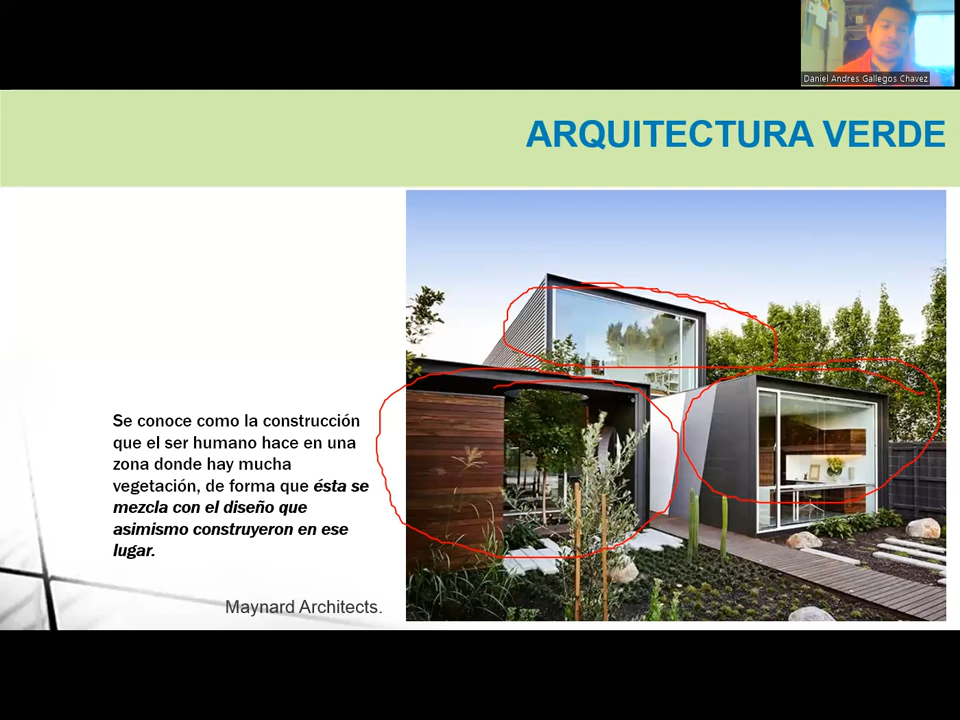 Daniel Andres Gallegos Chavez
ARQUITECTURA VERDE
Se conoce como la construcción
que el ser humano hace en una
zona donde hay mucha
vegetación, de forma que ésta se
mezcla con el diseño que
asimismo construyeron en ese
lugar.
Maynard Architects.